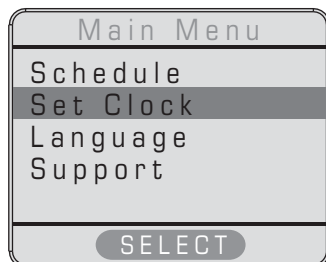 Main Menu
Schedule
Set Clock
Language
Support
SELECT